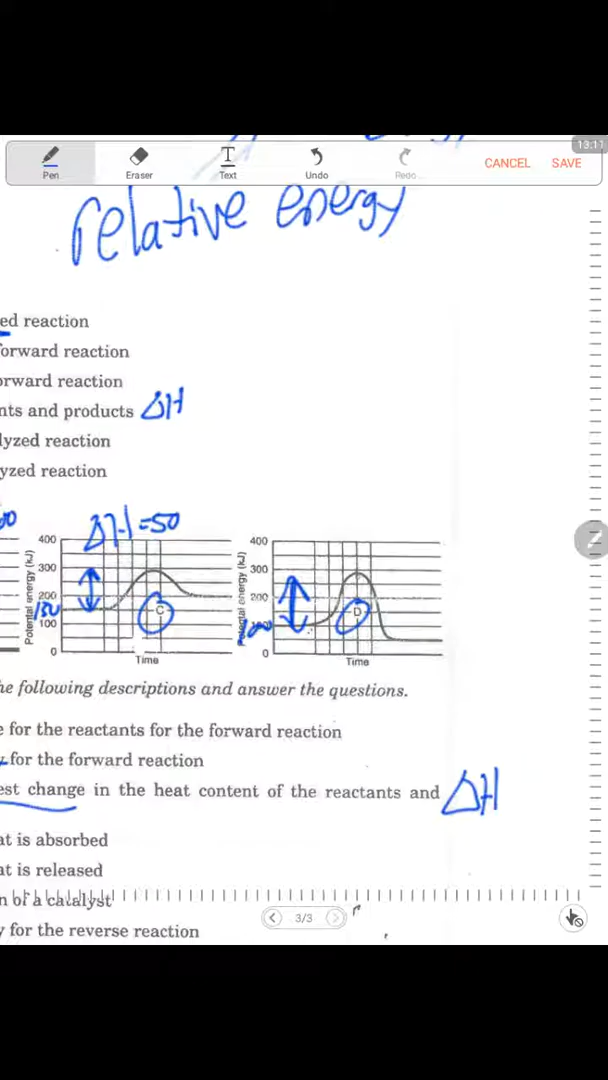 13:11
Pen Eraser Text Undo Redo CANCEL SAVE
relative energy
ed reaction
orward reaction
orward reaction
nts and products ΔH
lyzed reaction
yzed reaction
ΔH=50
400
300
200
100
0
Potential energy (kJ)
150
C
Time
400
300
200
100
0
Potential energy (kJ)
100
D
Time
he following descriptions and answer the questions.
e for the reactants for the forward reaction
y for the forward reaction
est change in the heat content of the reactants and ΔH
at is absorbed
at is released
n of a catalyst
3/3
y for the reverse reaction